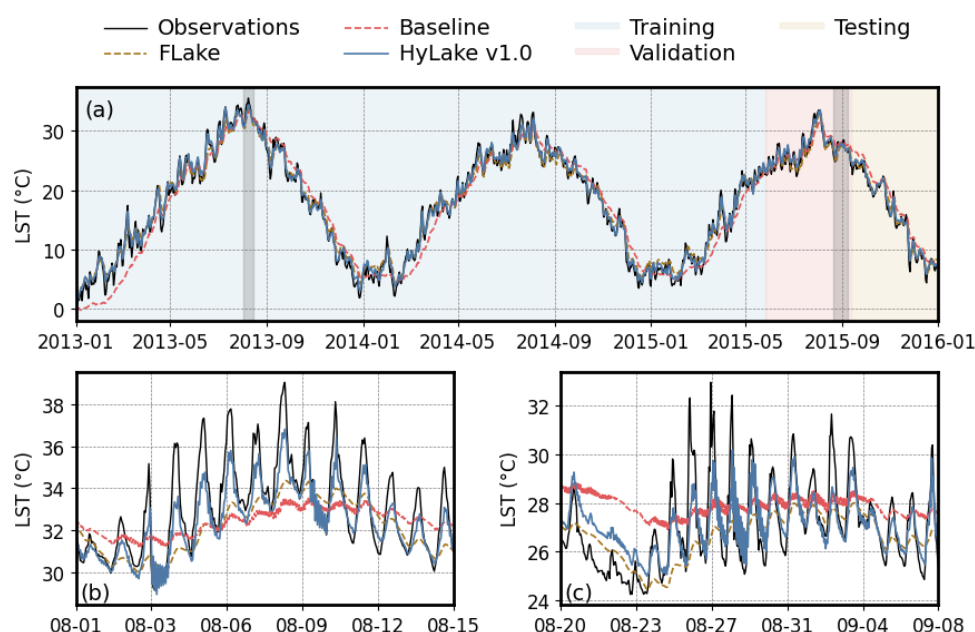 Observations Baseline Training Testing
FLake HyLake v1.0 Validation
(a)
LST (°C)
30
20
10
0
2013-01 2013-05 2013-09 2014-01 2014-05 2014-09 2015-01 2015-05 2015-09 2016-01
LST (°C)
38
36
34
32
30
(b)
08-01 08-03 08-06 08-09 08-12 08-15
LST (°C)
32
30
28
26
24
(c)
08-20 08-23 08-27 08-31 09-04 09-08